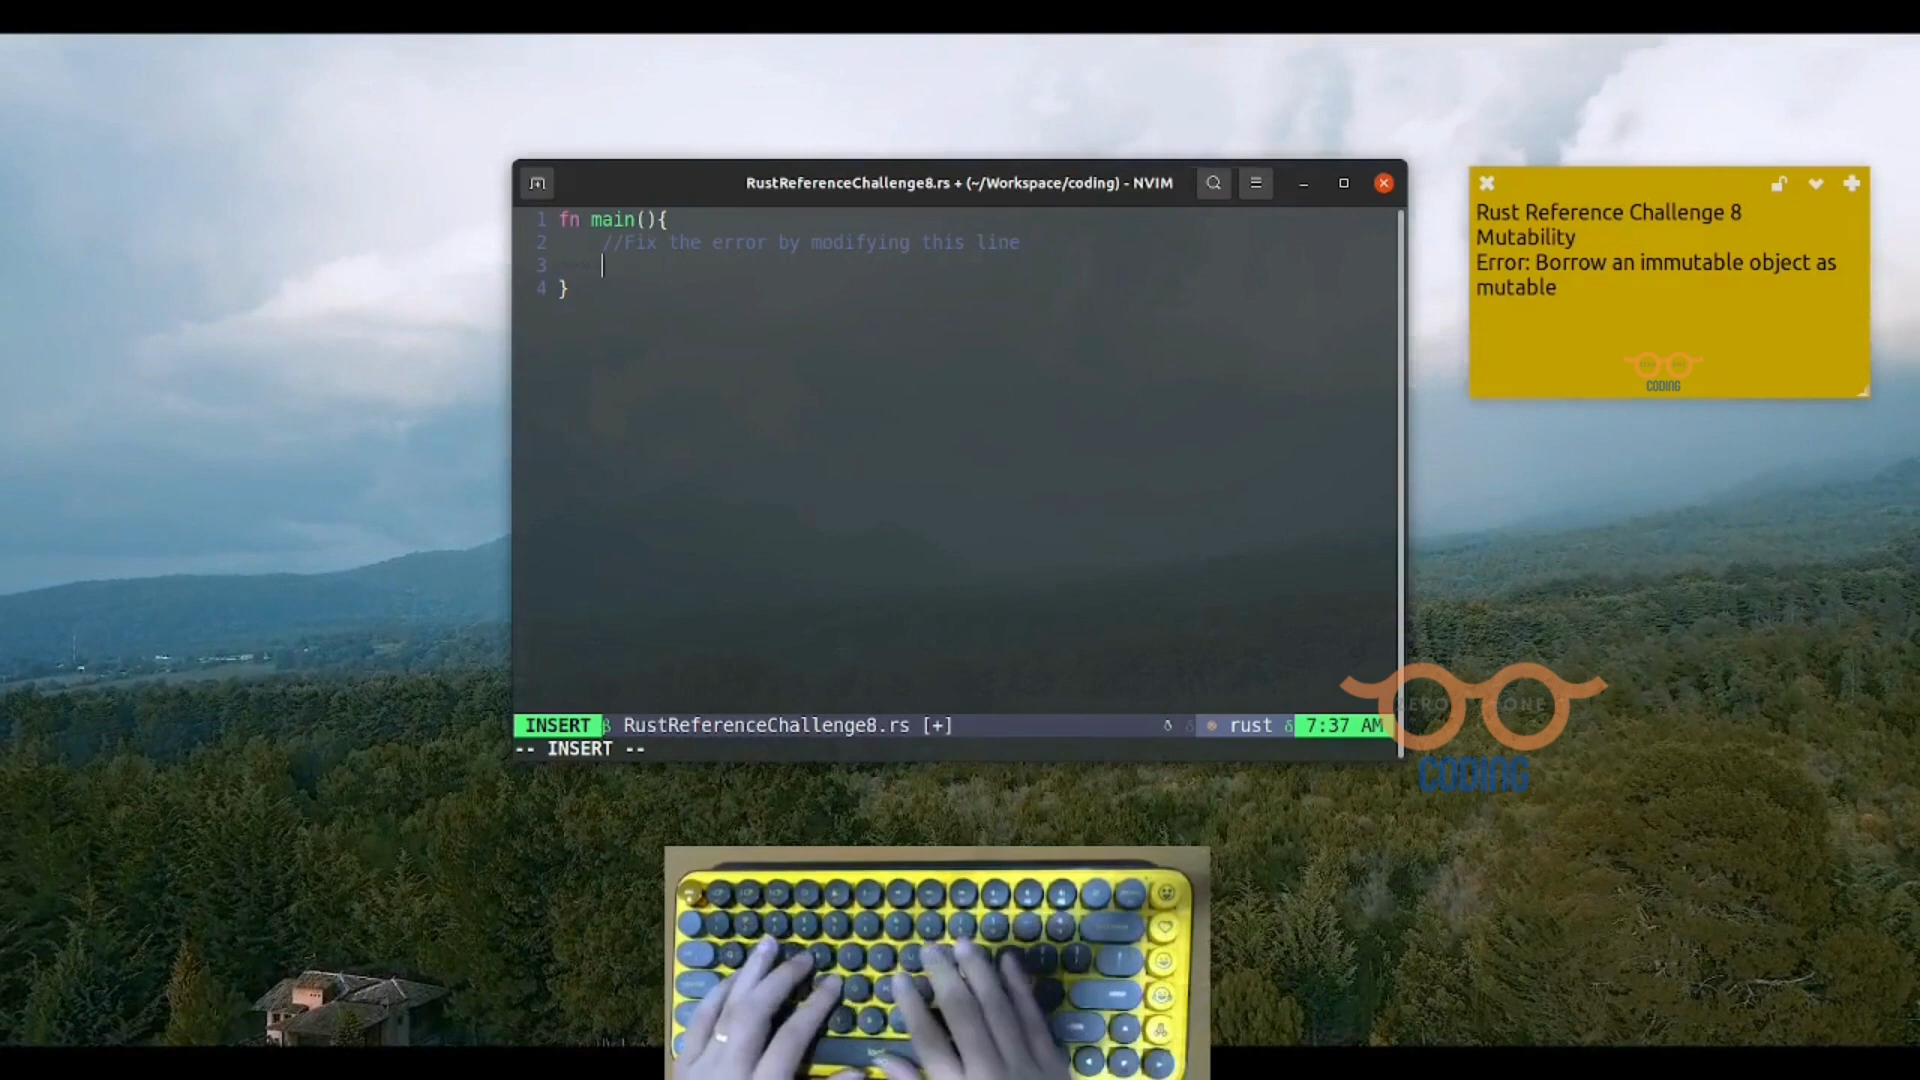 RustReferenceChallenge8.rs + (~/Workspace/coding) - NVIM
1 fn main(){
2 //Fix the error by modifying this line
3
4 }
INSERT RustReferenceChallenge8.rs [+] rust 7:37 AM
-- INSERT --
Rust Reference Challenge 8
Mutability
Error: Borrow an immutable object as
mutable
CODING
ZERO ONE
CODING